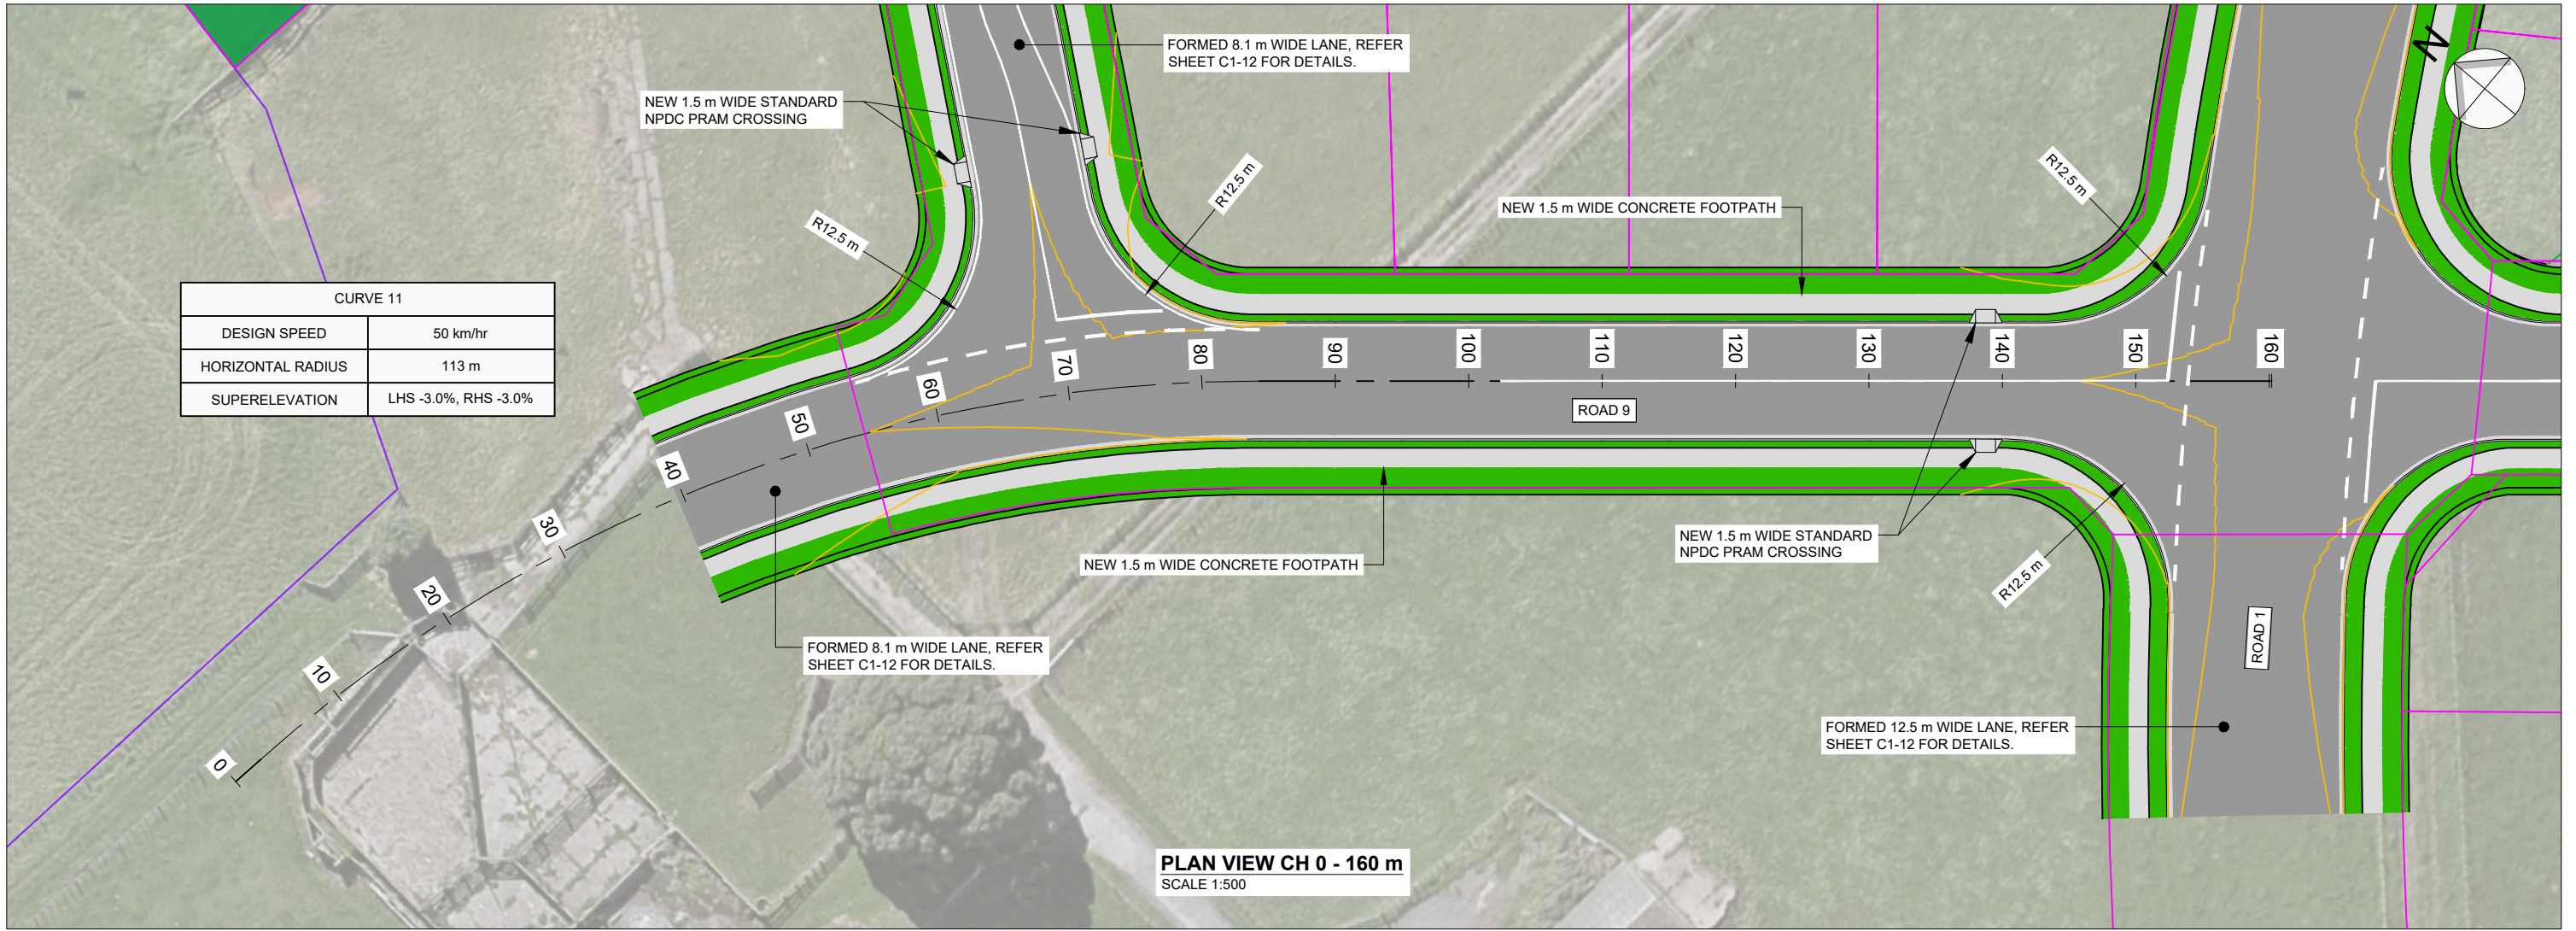 FORMED 8.1 m WIDE LANE, REFER
SHEET C1-12 FOR DETAILS.
N
NEW 1.5 m WIDE STANDARD
NPDC PRAM CROSSING
R12.5 m
R12.5 m
R12.5 m
NEW 1.5 m WIDE CONCRETE FOOTPATH
CURVE 11
DESIGN SPEED 50 km/hr
HORIZONTAL RADIUS 113 m
SUPERELEVATION LHS -3.0%, RHS -3.0%
0
10
20
30
40
50
60
70
80
90
100
110
120
130
140
150
160
ROAD 9
NEW 1.5 m WIDE CONCRETE FOOTPATH
NEW 1.5 m WIDE STANDARD
NPDC PRAM CROSSING
R12.5 m
ROAD 1
FORMED 8.1 m WIDE LANE, REFER
SHEET C1-12 FOR DETAILS.
FORMED 12.5 m WIDE LANE, REFER
SHEET C1-12 FOR DETAILS.
PLAN VIEW CH 0 - 160 m
SCALE 1:500